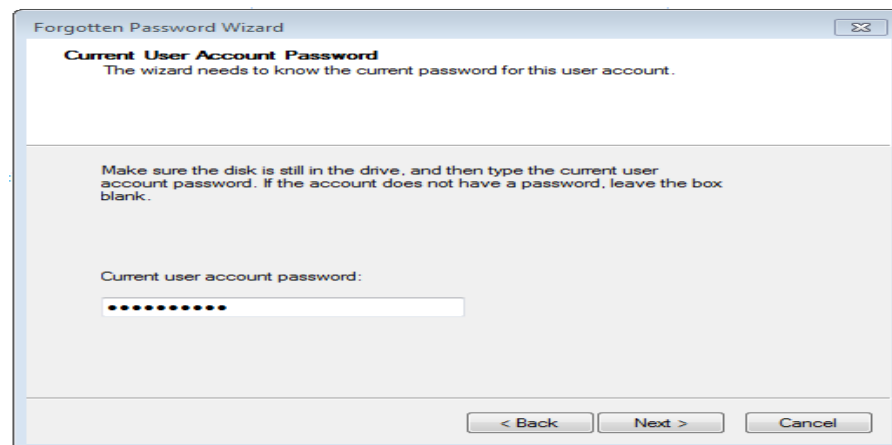 Forgotten Password Wizard
Current User Account Password
The wizard needs to know the current password for this user account.
Make sure the disk is still in the drive, and then type the current user
account password. If the account does not have a password, leave the box
blank.
Current user account password:
••••••••••
< Back Next > Cancel